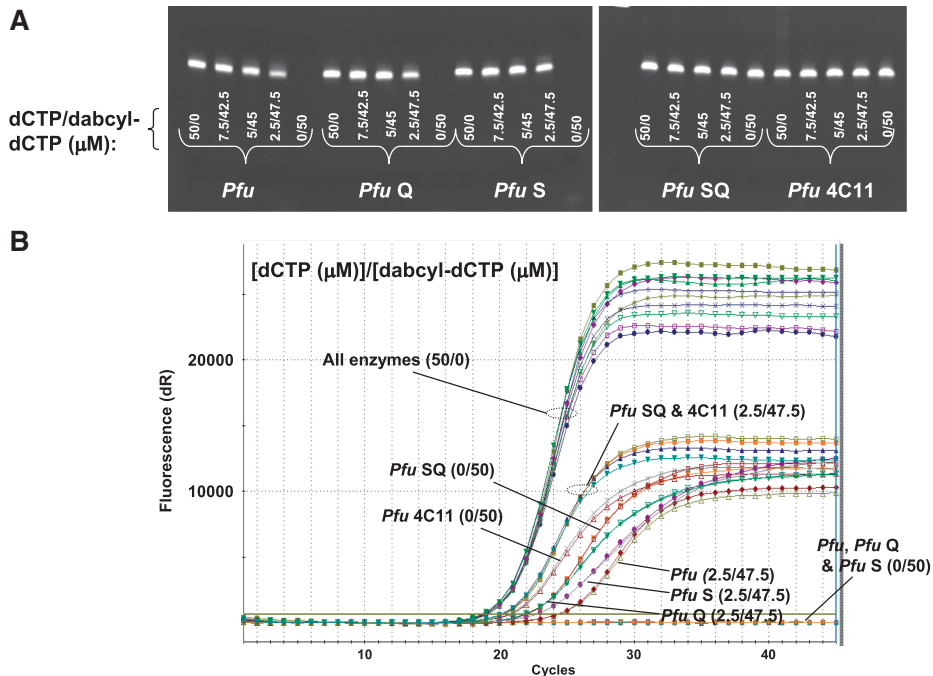 A
50/0 7.5/42.5 5/45 2.5/47.5 0/50 50/0 7.5/42.5 5/45 2.5/47.5 0/50 50/0 7.5/42.5 5/45 2.5/47.5 0/50 50/0 7.5/42.5 5/45 2.5/47.5 0/50 50/0 7.5/42.5 5/45 2.5/47.5 0/50
dCTP/dabcyl-
dCTP (μM):
Pfu Pfu Q Pfu S Pfu SQ Pfu 4C11
B
[dCTP (μM)]/[dabcyl-dCTP (μM)]
Fluorescence (dR)
20000
10000
All enzymes (50/0)
Pfu SQ & 4C11 (2.5/47.5)
Pfu SQ (0/50)
Pfu 4C11 (0/50)
Pfu, Pfu Q
& Pfu S (0/50)
Pfu (2.5/47.5)
Pfu S (2.5/47.5)
Pfu Q (2.5/47.5)
10 20 30 40
Cycles